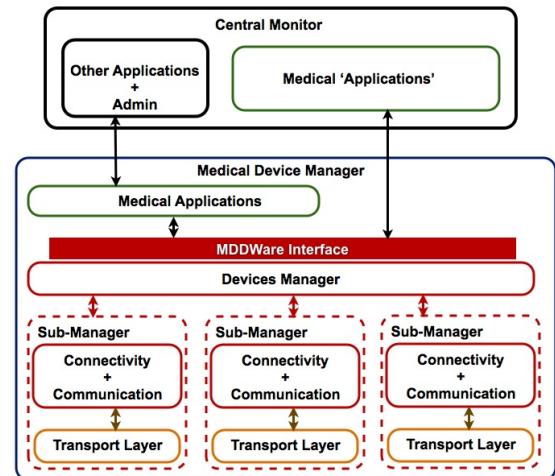 Central Monitor
Other Applications
+
Admin
Medical ‘Applications’
Medical Device Manager
Medical Applications
MDDWare Interface
Devices Manager
Sub-Manager
Connectivity
+
Communication
Transport Layer
Sub-Manager
Connectivity
+
Communication
Transport Layer
Sub-Manager
Connectivity
+
Communication
Transport Layer